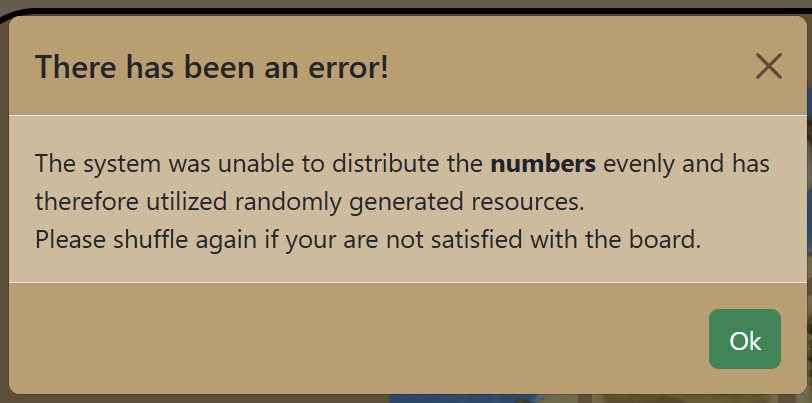 There has been an error!
The system was unable to distribute the numbers evenly and has
therefore utilized randomly generated resources.
Please shuffle again if your are not satisfied with the board.
Ok